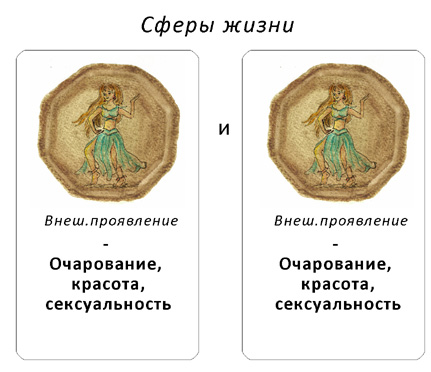 Сферы жизни
Внеш.проявление
-
Очарование,
красота,
сексуальность
и
Внеш.проявление
-
Очарование,
красота,
сексуальность